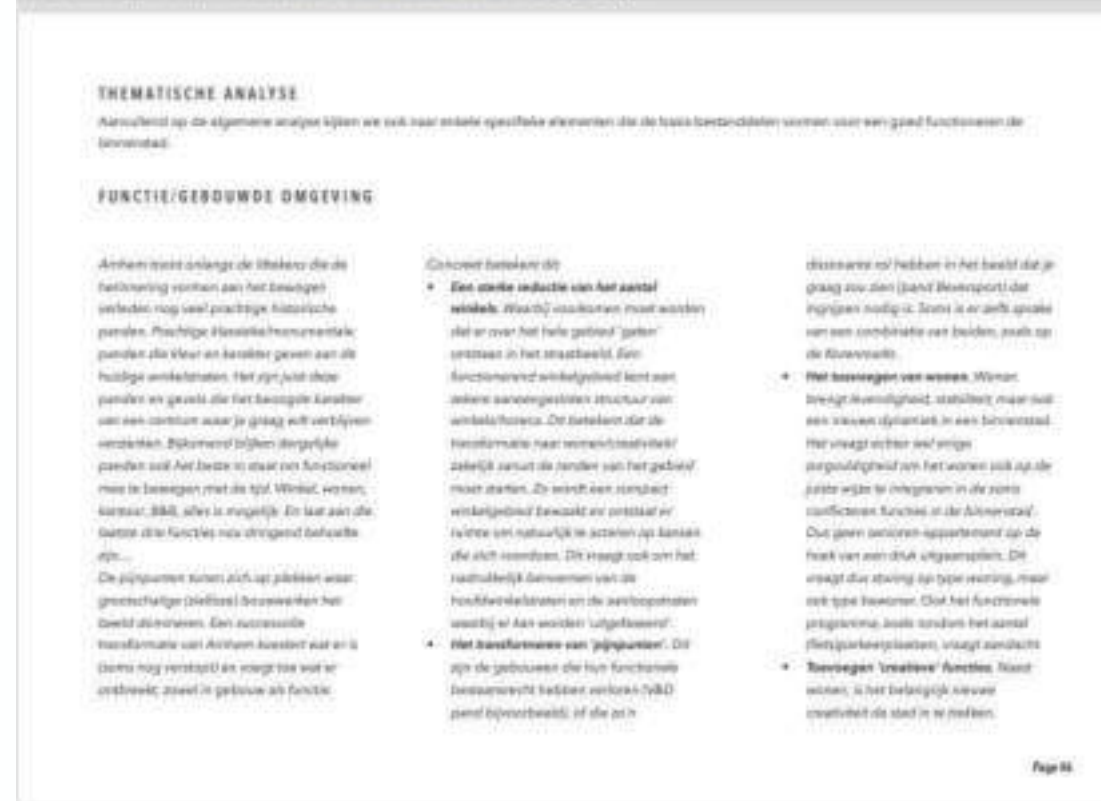 THEMATISCHE ANALYSE
Aanvullend op de algemene analyse kijken we ook naar enkele specifieke elementen die de basis bestanddelen vormen voor een goed functioneren de
binnenstad.
FUNCTIE/GEBOUWDE OMGEVING
Arnhem toont onlangs de littekens die de
herinnering vormen aan het bewogen
verleden nog veel prachtige historische
panden. Prachtige klassieke/monumentale
panden die kleur en karakter geven aan de
huidige winkelstraten. Het zijn juist deze
panden en gevels die het beoogde karakter
van een centrum waar je graag wilt verblijven
versterken. Bijkomend blijken dergelijke
panden ook het beste in staat om functioneel
mee te bewegen met de tijd. Winkel, wonen,
kantoor, B&B, alles is mogelijk. En laat aan die
laatste drie functies nou dringend behoefte
zijn....
De pijnpunten tonen zich op plekken waar
grootschalige (zielloze) bouwwerken het
beeld domineren. Een succesvolle
transformatie van Arnhem koestert wat er is
(soms nog verstopt) en voegt toe wat er
ontbreekt, zowel in gebouw als functie.
Concreet betekent dit:
• Een sterke reductie van het aantal
winkels. Waarbij voorkomen moet worden
dat er over het hele gebied 'gaten'
ontstaan in het straatbeeld. Een
functionerend winkelgebied kent een
zekere aaneengesloten structuur van
winkels/horeca. Dit betekent dat de
transformatie naar wonen/creativiteit/
zakelijk vanuit de randen van het gebied
moet starten. Zo wordt een compact
winkelgebied bewaakt en ontstaat er
ruimte om natuurlijk te acteren op kansen
die zich voordoen. Dit vraagt ook om het
nadrukkelijk benoemen van de
hoofdwinkelstraten en de aanloopstraten
waarbij er kan worden 'uitgefaseerd'.
• Het transformeren van 'pijnpunten'. Dit
zijn de gebouwen die hun functionele
bestaansrecht hebben verloren (V&D
pand bijvoorbeeld), of die zo'n
dissonante rol hebben in het beeld dat je
graag zou zien (pand Beversport) dat
ingrijpen nodig is. Soms is er zelfs sprake
van een combinatie van beiden, zoals op
de Korenmarkt.
• Het toevoegen van wonen. Wonen
brengt levendigheid, stabiliteit, maar ook
een nieuwe dynamiek in een binnenstad.
Het vraagt echter wel enige
zorgvuldigheid om het wonen ook op de
juiste wijze te integreren in de soms
conflicteren functies in de binnenstad.
Dus geen senioren-appartement op de
hoek van een druk uitgaansplein. Dit
vraagt dus sturing op type woning, maar
ook type bewoner. Ook het functionele
programma, zoals rondom het aantal
(fiets)parkeerplaatsen, vraagt aandacht
• Toevoegen 'creatieve' functies. Naast
wonen, is het belangrijk nieuwe
creativiteit de stad in te trekken.
Page 46